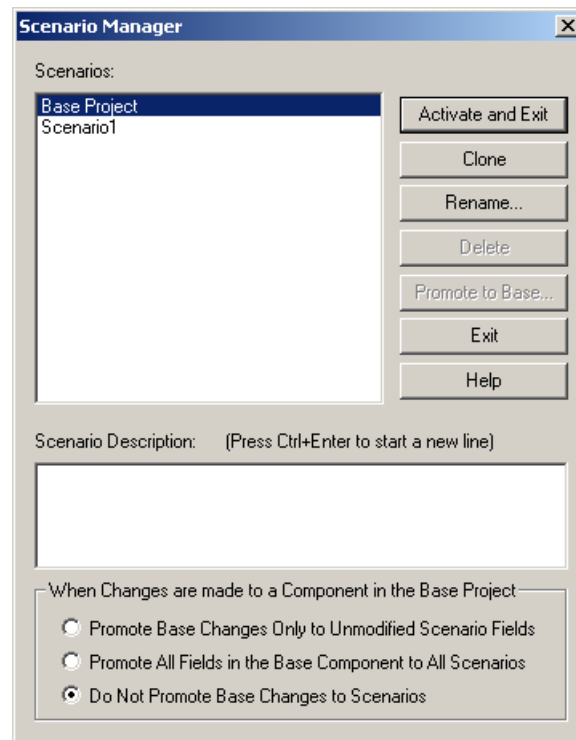 Scenario Manager
Scenarios:
Base Project
Scenario1
Activate and Exit
Clone
Rename...
Delete
Promote to Base...
Exit
Help
Scenario Description: (Press Ctrl+Enter to start a new line)
When Changes are made to a Component in the Base Project
Promote Base Changes Only to Unmodified Scenario Fields
Promote All Fields in the Base Component to All Scenarios
Do Not Promote Base Changes to Scenarios